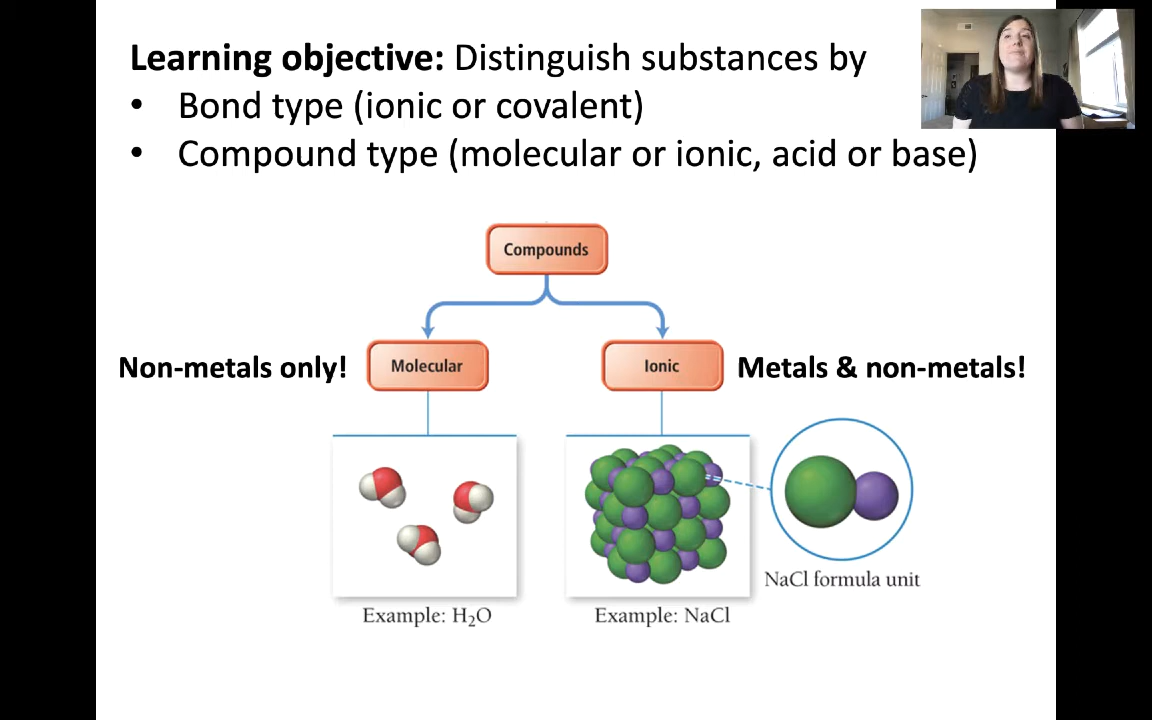 Learning objective: Distinguish substances by
• Bond type (ionic or covalent)
• Compound type (molecular or ionic, acid or base)
Compounds
Non-metals only!
Molecular
Ionic
Metals & non-metals!
NaCl formula unit
Example: H₂O
Example: NaCl